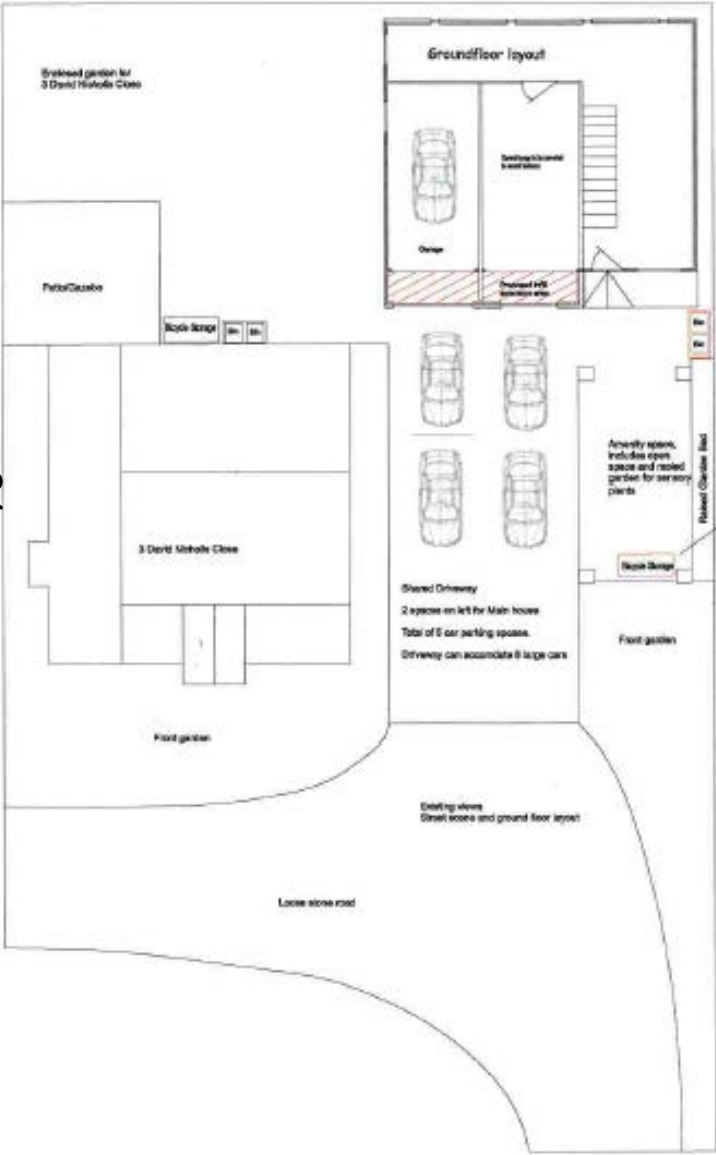 Enclosed garden for
3 David Nicholls Close
Groundfloor layout
Garage
Proposed infill
Patio/Gazebo
Bicycle Storage
Bin
Bin
Bin
Bin
Amenity space,
includes open
space and raised
garden for sensory
plants
Raised Garden Bed
3 David Nicholls Close
Bicycle Storage
Shared Driveway
2 spaces on left for Main house
Total of 5 car parking spaces.
Driveway can accomdate 8 large cars
Front garden
Front garden
Existing views
Street scene and ground floor layout
Loose stone road